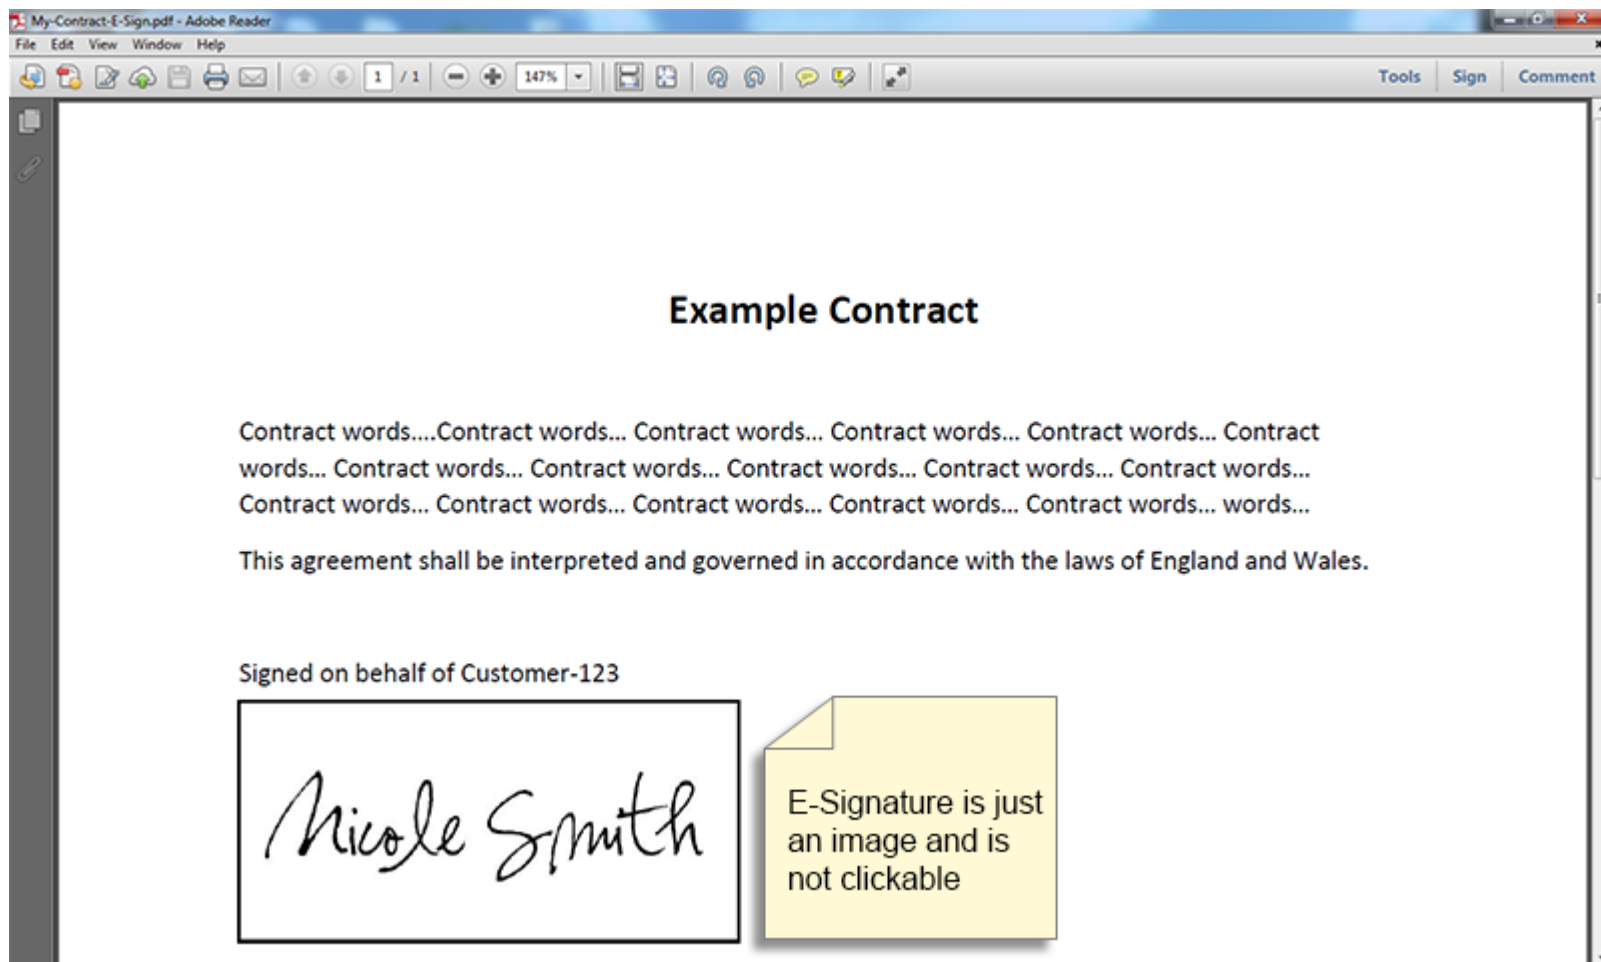 My-Contract-E-Sign.pdf - Adobe Reader
File Edit View Window Help
1 / 1 147% Tools Sign Comment
Example Contract
Contract words....Contract words... Contract words... Contract words... Contract words... Contract
words... Contract words... Contract words... Contract words... Contract words... Contract words...
Contract words... Contract words... Contract words... Contract words... Contract words... words...
This agreement shall be interpreted and governed in accordance with the laws of England and Wales.
Signed on behalf of Customer-123
Nicole Smith
E-Signature is just
an image and is
not clickable